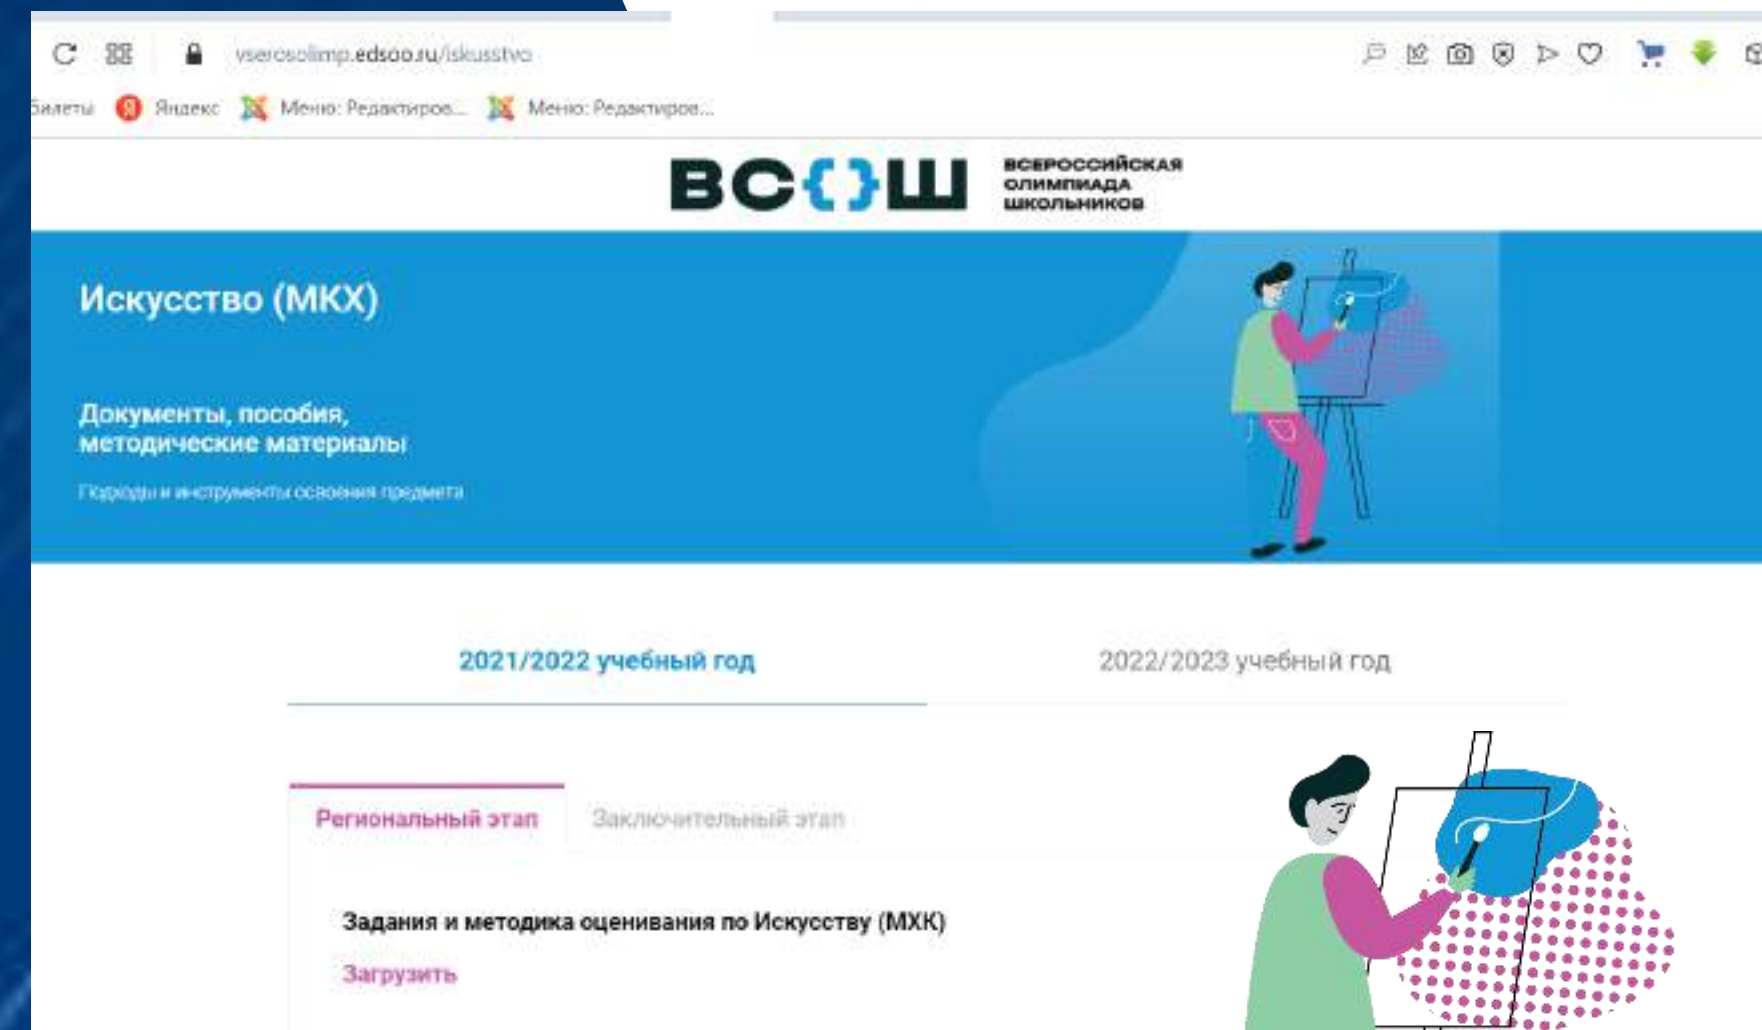 vserosolimp.edsoo.ru/iskusstvo
билеты Яндекс Меню: Редактиров... Меню: Редактиров...
ВС{}Ш
ВСЕРОССИЙСКАЯ
ОЛИМПИАДА
ШКОЛЬНИКОВ
Искусство (МКХ)
Документы, пособия,
методические материалы
Подходы и инструменты освоения предмета
2021/2022 учебный год
2022/2023 учебный год
Региональный этап
Заключительный этап
Задания и методика оценивания по Искусству (МХК)
Загрузить